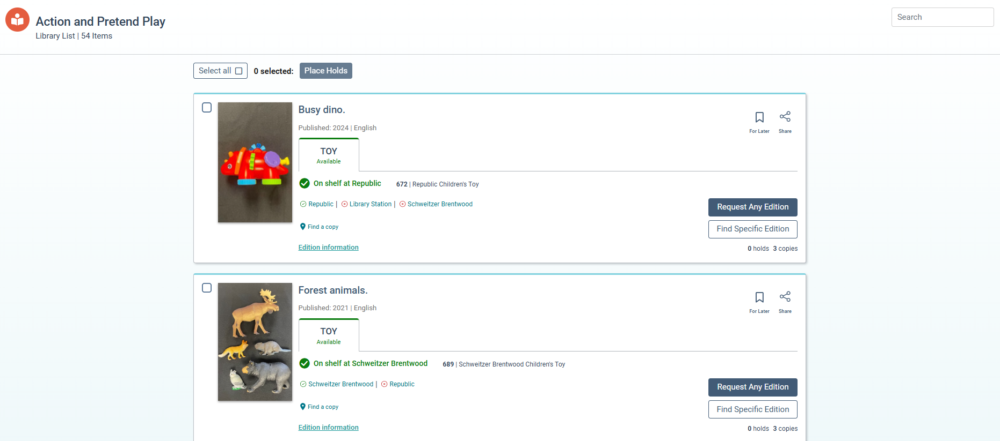 Action and Pretend Play
Library List | 54 Items
Search
Select all
0 selected:
Place Holds
Busy dino.
Published: 2024 | English
For Later
Share
TOY
Available
On shelf at Republic
672 | Republic Children's Toy
Republic | Library Station | Schweitzer Brentwood
Request Any Edition
Find a copy
Find Specific Edition
Edition information
0 holds 3 copies
Forest animals.
Published: 2021 | English
For Later
Share
TOY
Available
On shelf at Schweitzer Brentwood
689 | Schweitzer Brentwood Children's Toy
Schweitzer Brentwood | Republic
Request Any Edition
Find a copy
Find Specific Edition
Edition information
0 holds 3 copies